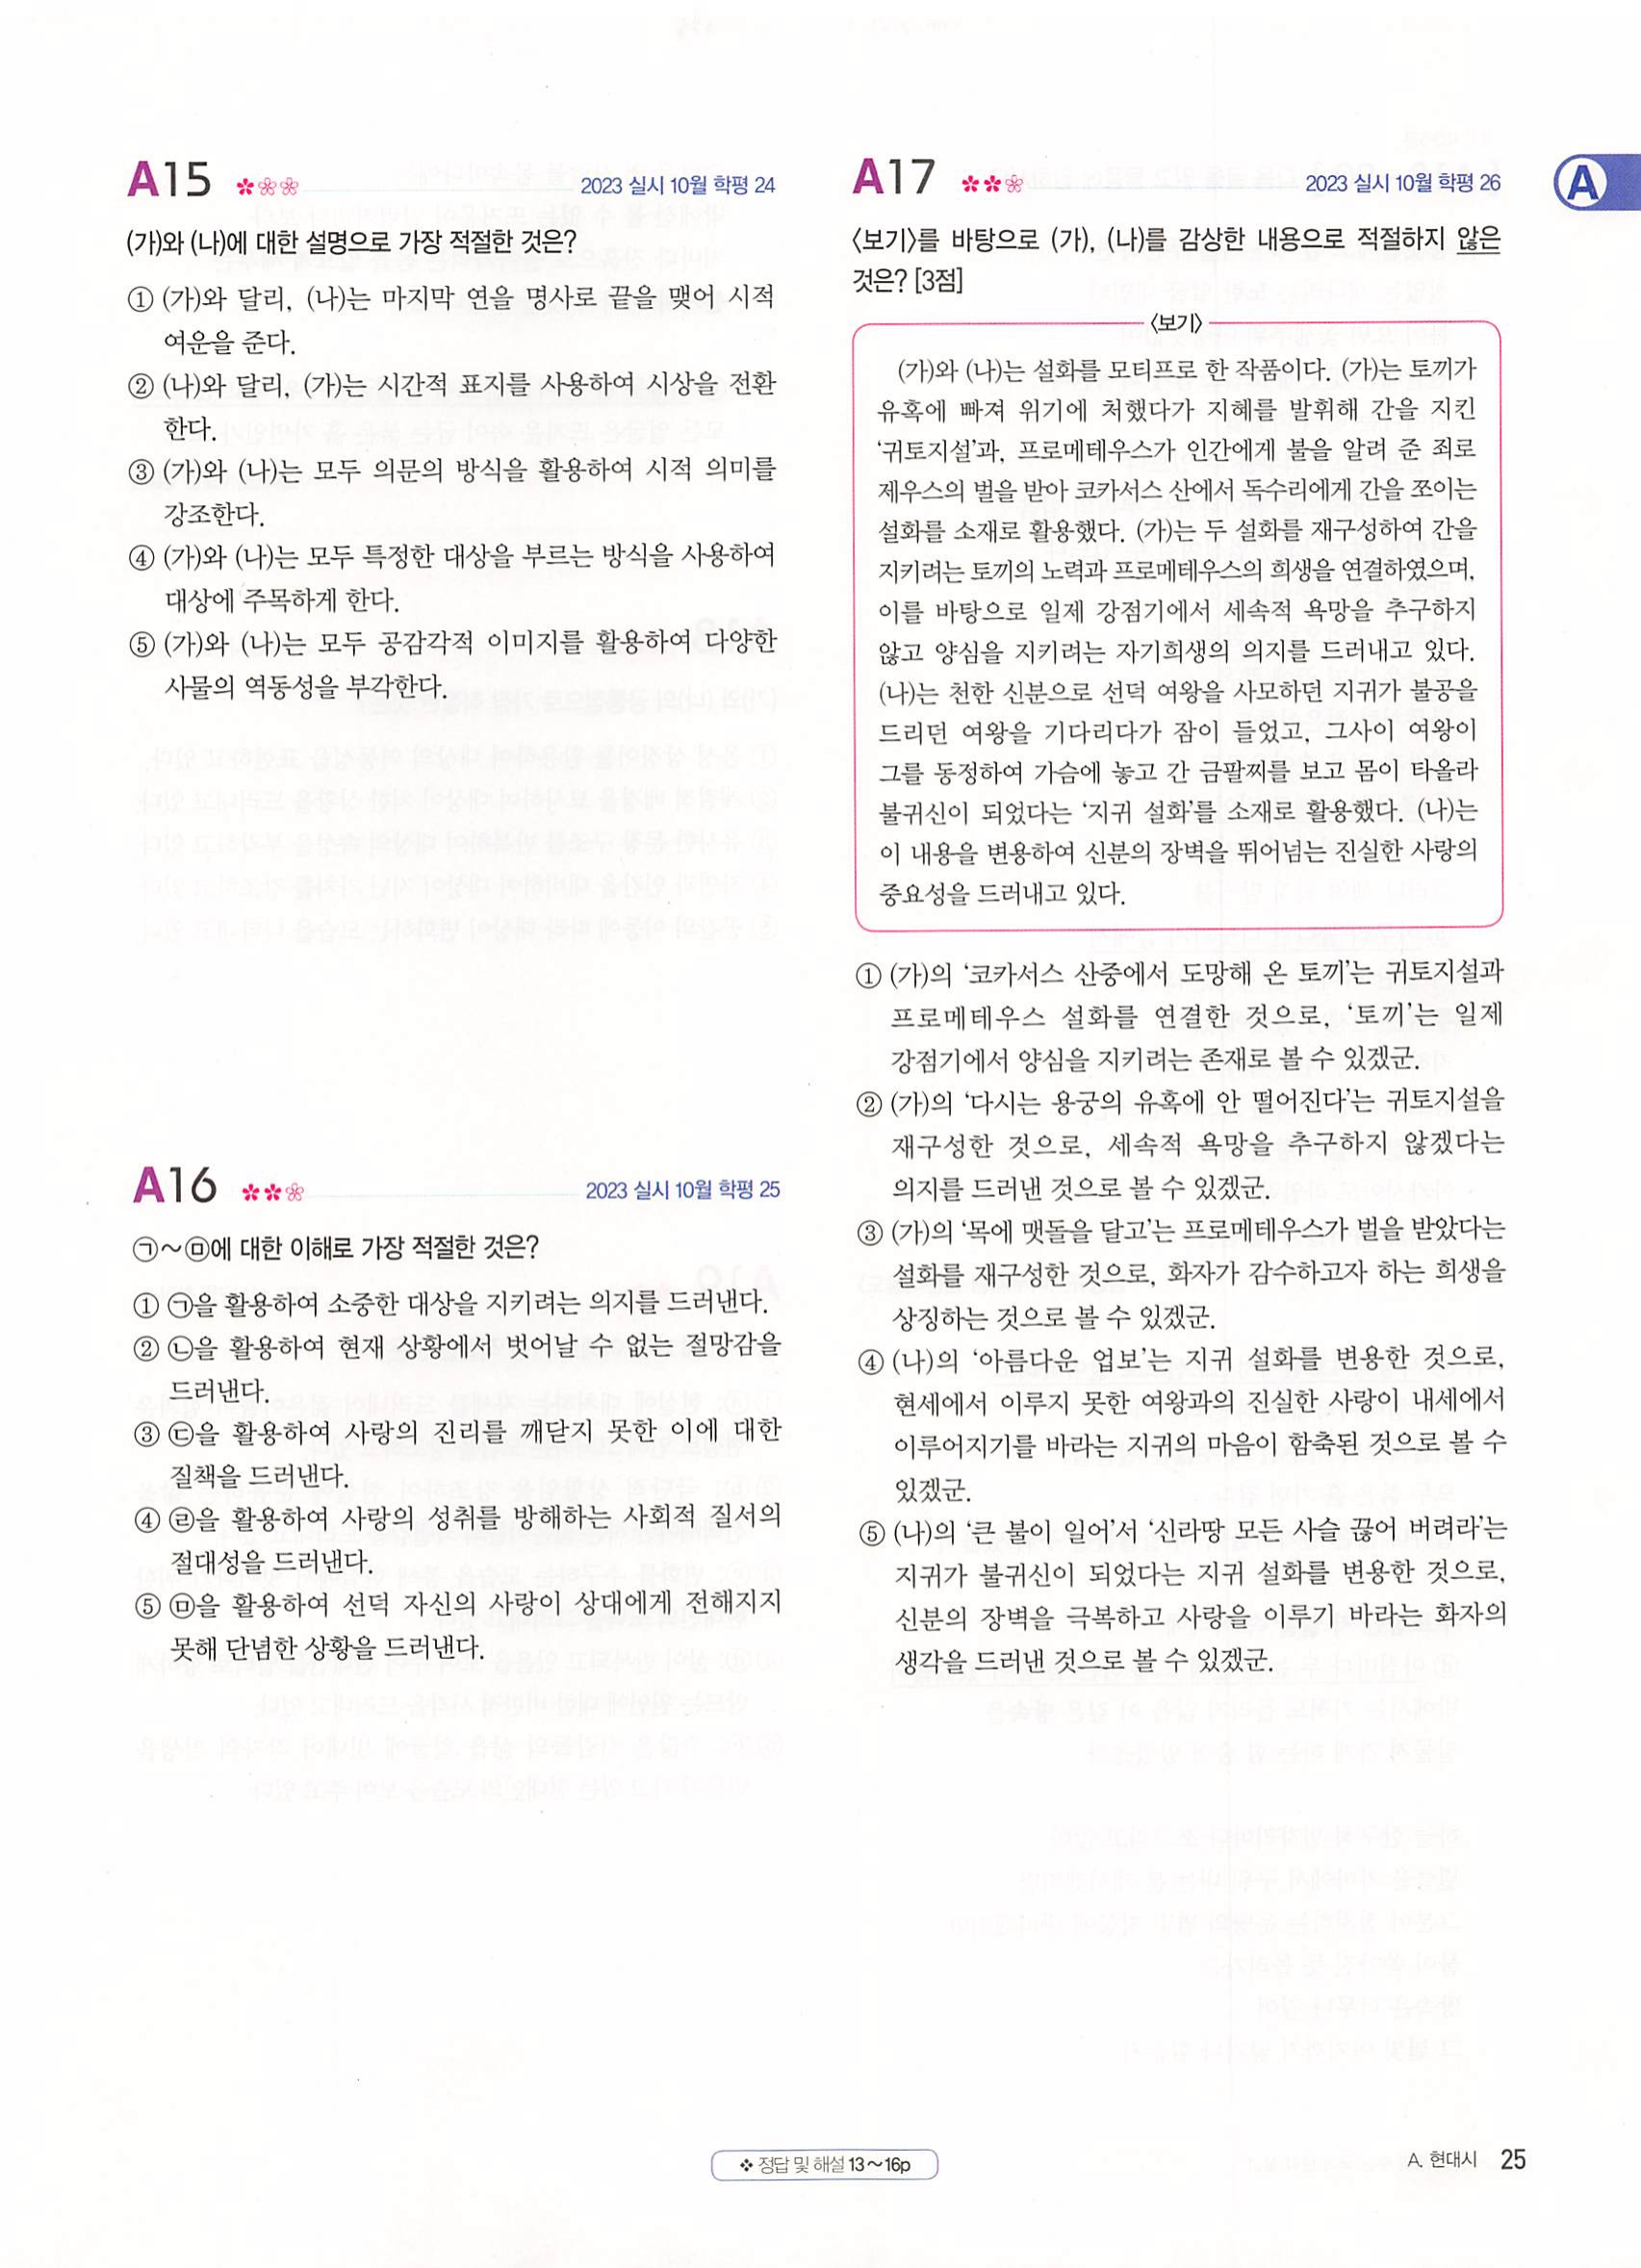 A15 2023 실시 10월 학평 24
(가)와 (나)에 대한 설명으로 가장 적절한 것은?
① (가)와 달리, (나)는 마지막 연을 명사로 끝을 맺어 시적
여운을 준다.
② (나)와 달리, (가)는 시간적 표지를 사용하여 시상을 전환
한다.
③ (가)와 (나)는 모두 의문의 방식을 활용하여 시적 의미를
강조한다.
④ (가)와 (나)는 모두 특정한 대상을 부르는 방식을 사용하여
대상에 주목하게 한다.
⑤ (가)와 (나)는 모두 공감각적 이미지를 활용하여 다양한
사물의 역동성을 부각한다.
A16 2023 실시 10월 학평 25
㉠~㉤에 대한 이해로 가장 적절한 것은?
① ㉠을 활용하여 소중한 대상을 지키려는 의지를 드러낸다.
② ㉡을 활용하여 현재 상황에서 벗어날 수 없는 절망감을
드러낸다.
③ ㉢을 활용하여 사랑의 진리를 깨닫지 못한 이에 대한
질책을 드러낸다.
④ ㉣을 활용하여 사랑의 성취를 방해하는 사회적 질서의
절대성을 드러낸다.
⑤ ㉤을 활용하여 선덕 자신의 사랑이 상대에게 전해지지
못해 단념한 상황을 드러낸다.
A17 2023 실시 10월 학평 26
〈보기〉를 바탕으로 (가), (나)를 감상한 내용으로 적절하지 않은
것은? [3점]
〈보기〉
(가)와 (나)는 설화를 모티프로 한 작품이다. (가)는 토끼가
유혹에 빠져 위기에 처했다가 지혜를 발휘해 간을 지킨
‘귀토지설’과, 프로메테우스가 인간에게 불을 알려 준 죄로
제우스의 벌을 받아 코카서스 산에서 독수리에게 간을 쪼이는
설화를 소재로 활용했다. (가)는 두 설화를 재구성하여 간을
지키려는 토끼의 노력과 프로메테우스의 희생을 연결하였으며,
이를 바탕으로 일제 강점기에서 세속적 욕망을 추구하지
않고 양심을 지키려는 자기희생의 의지를 드러내고 있다.
(나)는 천한 신분으로 선덕 여왕을 사모하던 지귀가 불공을
드리던 여왕을 기다리다가 잠이 들었고, 그사이 여왕이
그를 동정하여 가슴에 놓고 간 금팔찌를 보고 몸이 타올라
불귀신이 되었다는 ‘지귀 설화’를 소재로 활용했다. (나)는
이 내용을 변용하여 신분의 장벽을 뛰어넘는 진실한 사랑의
중요성을 드러내고 있다.
① (가)의 ‘코카서스 산중에서 도망해 온 토끼’는 귀토지설과
프로메테우스 설화를 연결한 것으로, ‘토끼’는 일제
강점기에서 양심을 지키려는 존재로 볼 수 있겠군.
② (가)의 ‘다시는 용궁의 유혹에 안 떨어진다’는 귀토지설을
재구성한 것으로, 세속적 욕망을 추구하지 않겠다는
의지를 드러낸 것으로 볼 수 있겠군.
③ (가)의 ‘목에 맷돌을 달고’는 프로메테우스가 벌을 받았다는
설화를 재구성한 것으로, 화자가 감수하고자 하는 희생을
상징하는 것으로 볼 수 있겠군.
④ (나)의 ‘아름다운 업보’는 지귀 설화를 변용한 것으로,
현세에서 이루지 못한 여왕과의 진실한 사랑이 내세에서
이루어지기를 바라는 지귀의 마음이 함축된 것으로 볼 수
있겠군.
⑤ (나)의 ‘큰 불이 일어’서 ‘신라땅 모든 사슬 끊어 버려라’는
지귀가 불귀신이 되었다는 지귀 설화를 변용한 것으로,
신분의 장벽을 극복하고 사랑을 이루기 바라는 화자의
생각을 드러낸 것으로 볼 수 있겠군.
A
❖ 정답 및 해설 13~16p
A. 현대시 25